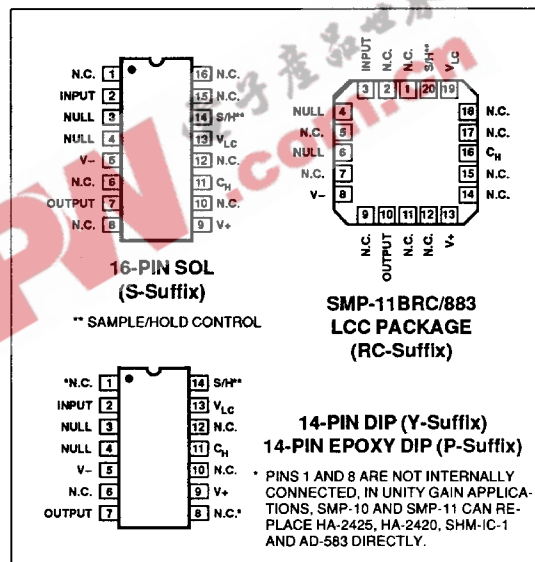 N.C. 1
INPUT 2
NULL 3
NULL 4
V– 5
N.C. 6
OUTPUT 7
N.C. 8
16 N.C.
15 N.C.
14 S/H**
13 VLC
12 N.C.
11 CH
10 N.C.
9 V+
16-PIN SOL
(S-Suffix)
** SAMPLE/HOLD CONTROL
INPUT N.C. N.C. S/H** VLC
3 2 1 20 19
NULL 4
N.C. 5
NULL 6
N.C. 7
V– 8
18 N.C.
17 N.C.
16 CH
15 N.C.
14 N.C.
9 10 11 12 13
N.C. OUTPUT N.C. N.C. V+
SMP-11BRC/883
LCC PACKAGE
(RC-Suffix)
*N.C. 1
INPUT 2
NULL 3
NULL 4
V– 5
N.C. 6
OUTPUT 7
14 S/H**
13 VLC
12 N.C.
11 CH
10 N.C.
9 V+
8 N.C.*
14-PIN DIP (Y-Suffix)
14-PIN EPOXY DIP (P-Suffix)
* PINS 1 AND 8 ARE NOT INTERNALLY
CONNECTED, IN UNITY GAIN APPLICA-
TIONS, SMP-10 AND SMP-11 CAN RE-
PLACE HA-2425, HA-2420, SHM-IC-1
AND AD-583 DIRECTLY.
.com.cn